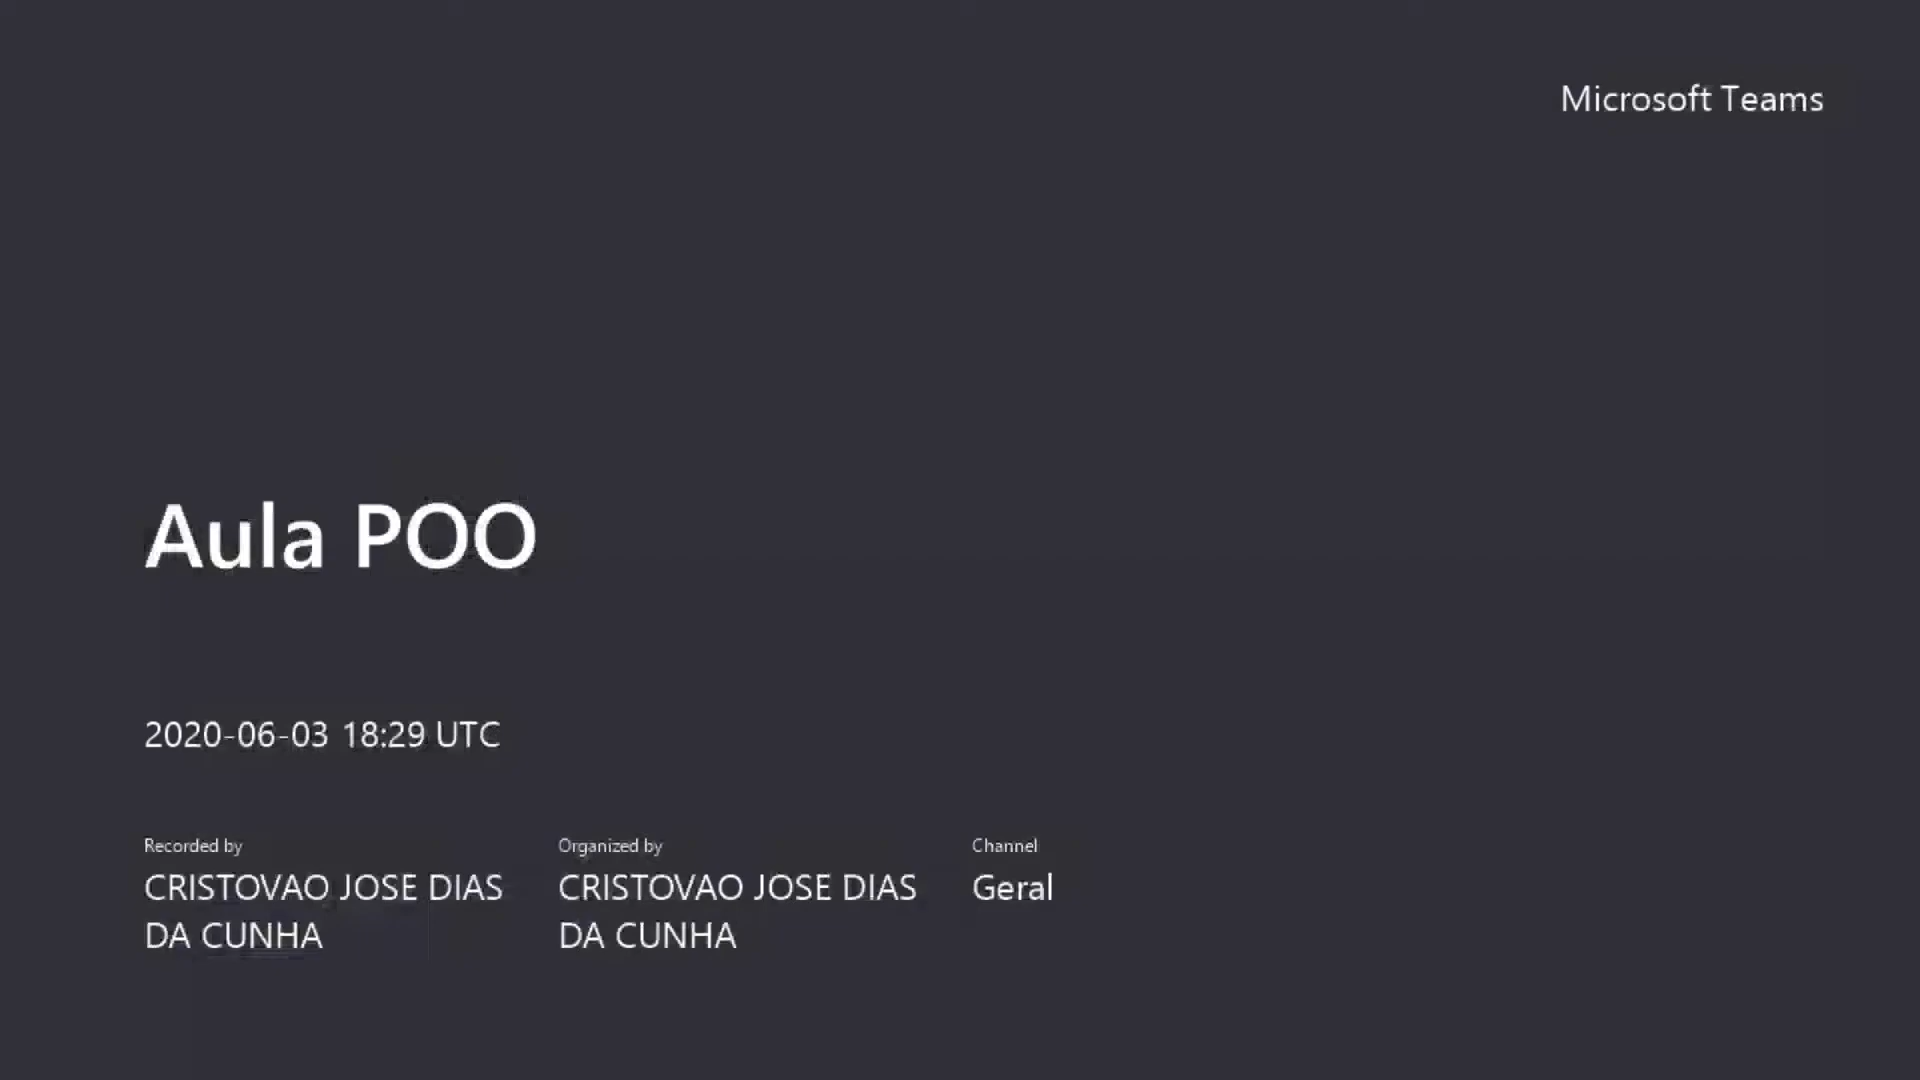 Microsoft Teams
Aula POO
2020-06-03 18:29 UTC
Recorded by
CRISTOVAO JOSE DIAS
DA CUNHA
Organized by
CRISTOVAO JOSE DIAS
DA CUNHA
Channel
Geral